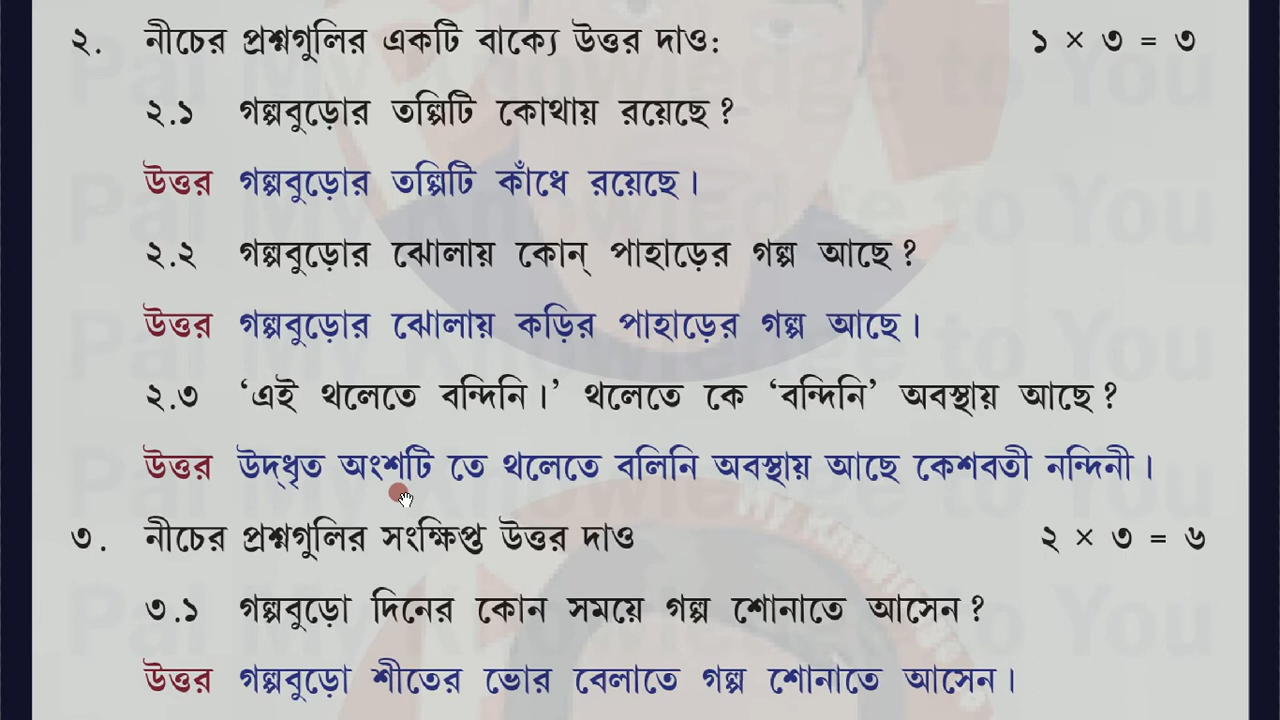 ২. নীচের প্রশ্নগুলির একটি বাক্যে উত্তর দাও: ১ × ৩ = ৩
২.১ গল্পবুড়োর তল্পিটি কোথায় রয়েছে?
উত্তর গল্পবুড়োর তল্পিটি কাঁধে রয়েছে।
২.২ গল্পবুড়োর ঝোলায় কোন্ পাহাড়ের গল্প আছে?
উত্তর গল্পবুড়োর ঝোলায় কড়ির পাহাড়ের গল্প আছে।
২.৩ ‘এই থলেতে বন্দিনি।’ থলেতে কে ‘বন্দিনি’ অবস্থায় আছে?
উত্তর উদ্ধৃত অংশটি তে থলেতে বলিনি অবস্থায় আছে কেশবতী নন্দিনী।
৩. নীচের প্রশ্নগুলির সংক্ষিপ্ত উত্তর দাও ২ × ৩ = ৬
৩.১ গল্পবুড়ো দিনের কোন সময়ে গল্প শোনাতে আসেন?
উত্তর গল্পবুড়ো শীতের ভোর বেলাতে গল্প শোনাতে আসেন।